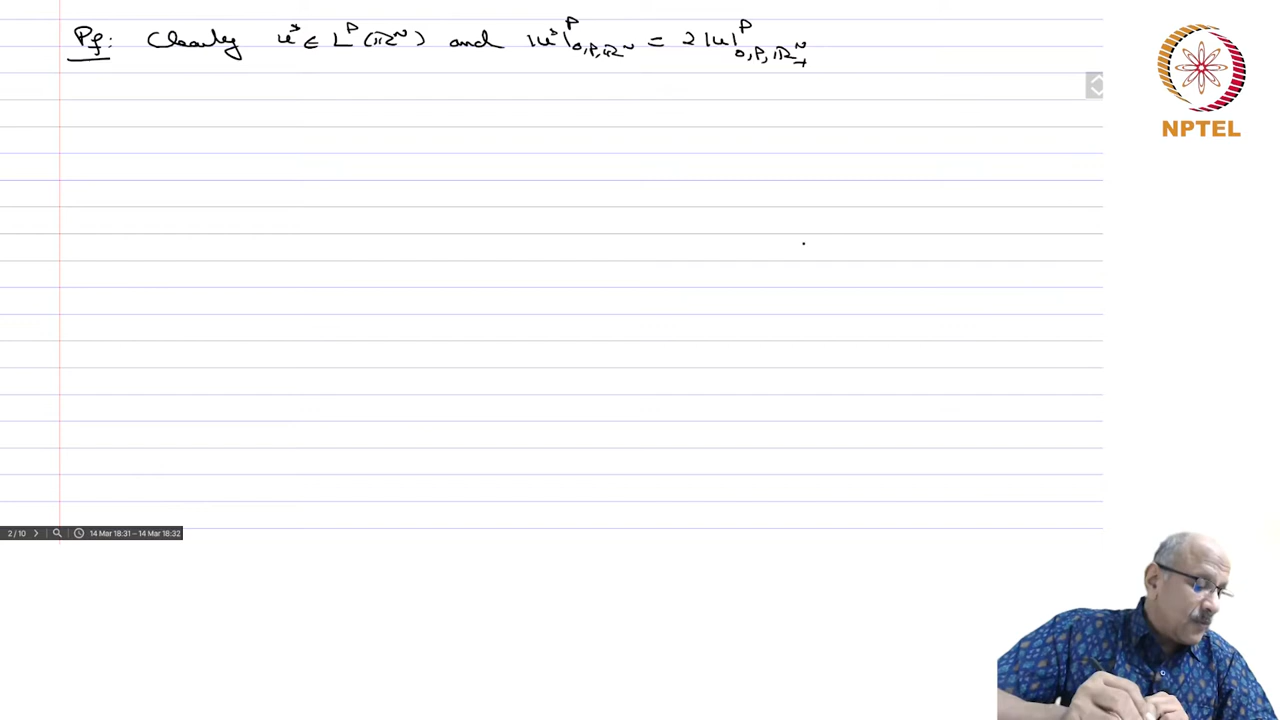 Pf: Clearly u* ∈ L^p(ℝ^N) and |u*|^p_{0,p,ℝ^N} = 2|u|^p_{0,p,ℝ^N_+}
NPTEL
2 / 10 14 Mar 18:31 – 14 Mar 18:32